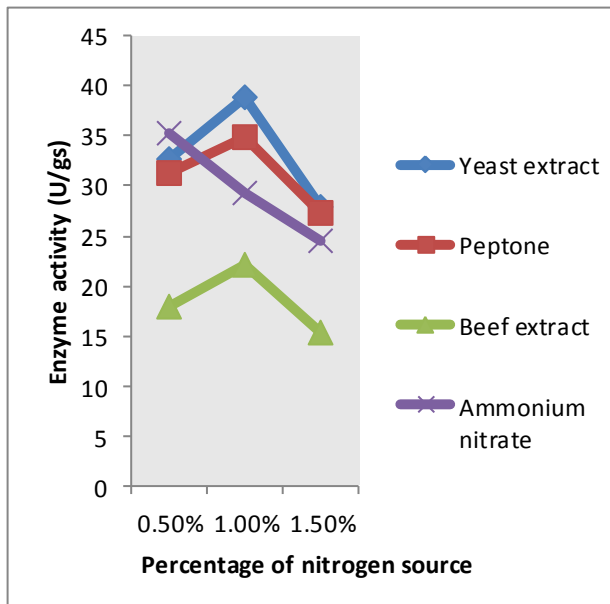 45
40
35
30
25
20
15
10
5
0
Enzyme activity (U/gs)
0.50% 1.00% 1.50%
Percentage of nitrogen source
Yeast extract
Peptone
Beef extract
Ammonium
nitrate